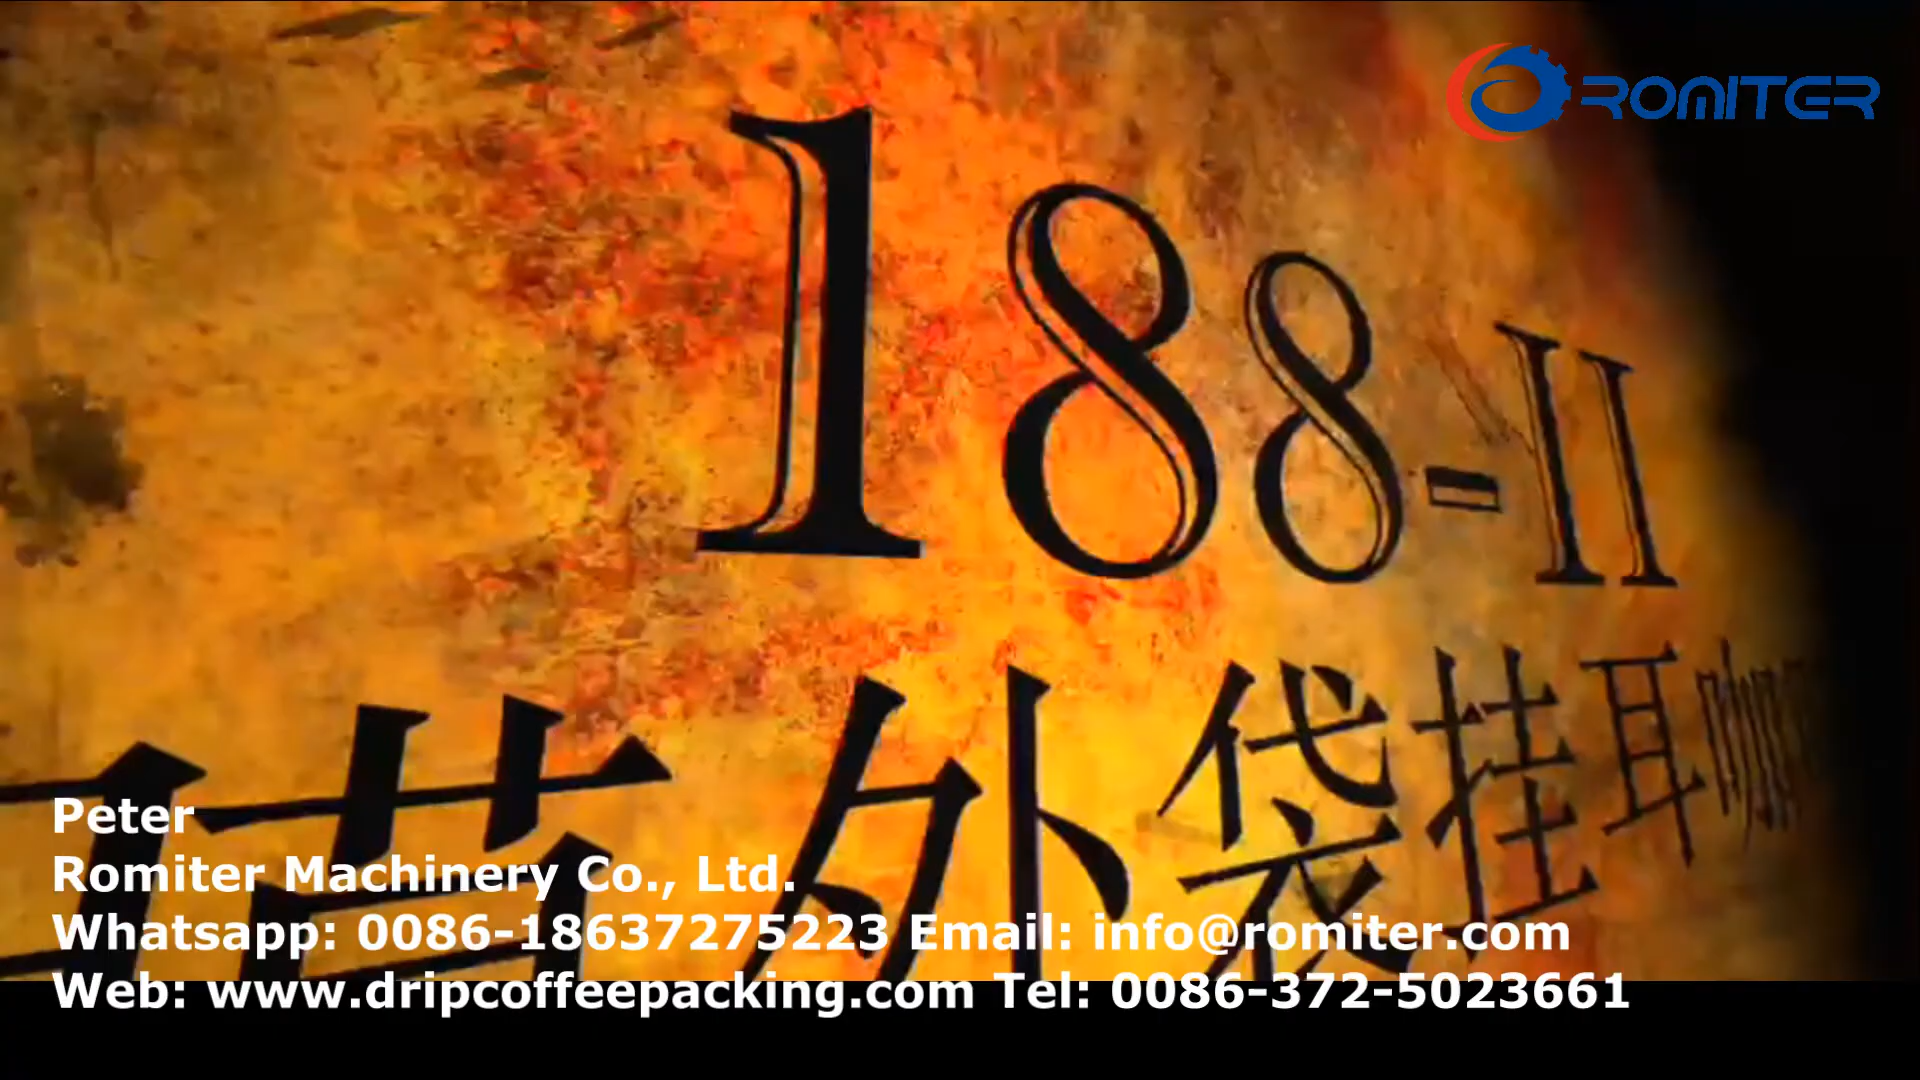 ROMITER
188-II
外袋挂耳咖
Peter
Romiter Machinery Co., Ltd.
Whatsapp: 0086-18637275223 Email: info@romiter.com
Web: www.dripcoffeepacking.com Tel: 0086-372-5023661